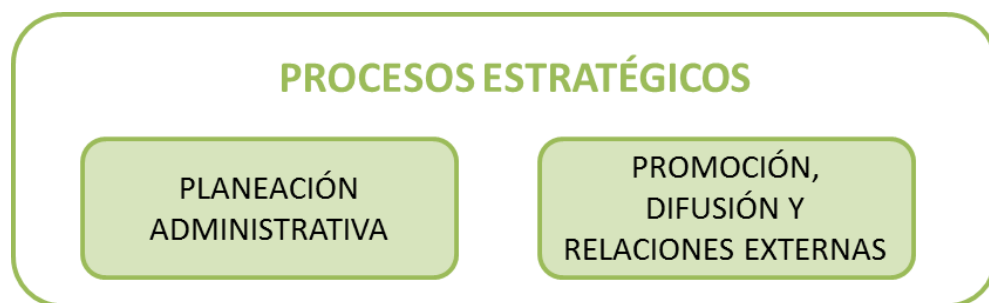 PROCESOS ESTRATÉGICOS
PLANEACIÓN
ADMINISTRATIVA
PROMOCIÓN,
DIFUSIÓN Y
RELACIONES EXTERNAS